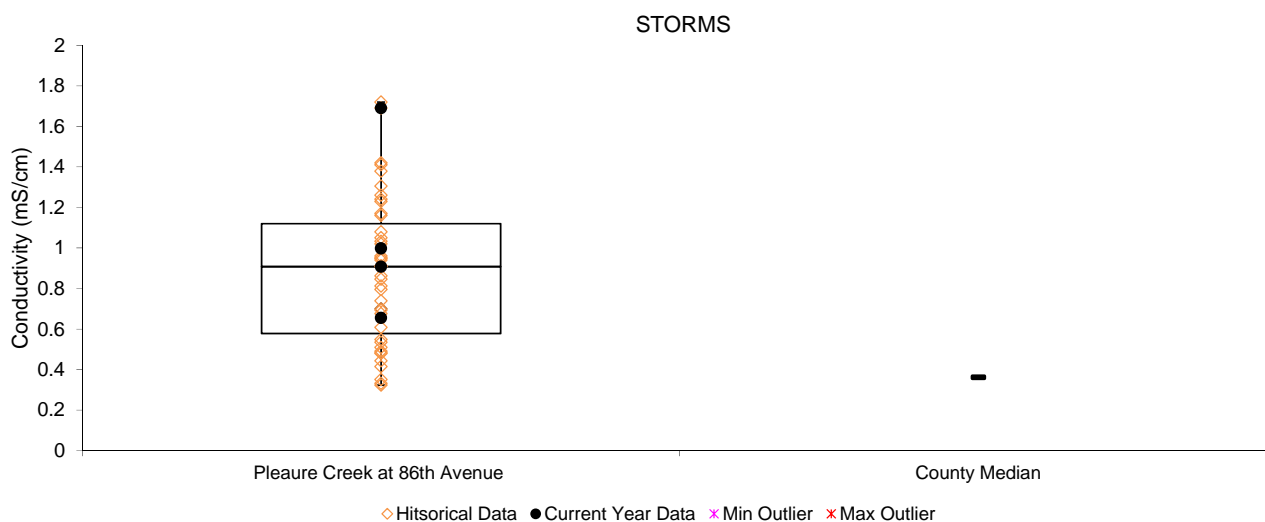 STORMS
Conductivity (mS/cm)
2
1.8
1.6
1.4
1.2
1
0.8
0.6
0.4
0.2
0
Pleaure Creek at 86th Avenue
County Median
Hitsorical Data
Current Year Data
Min Outlier
Max Outlier